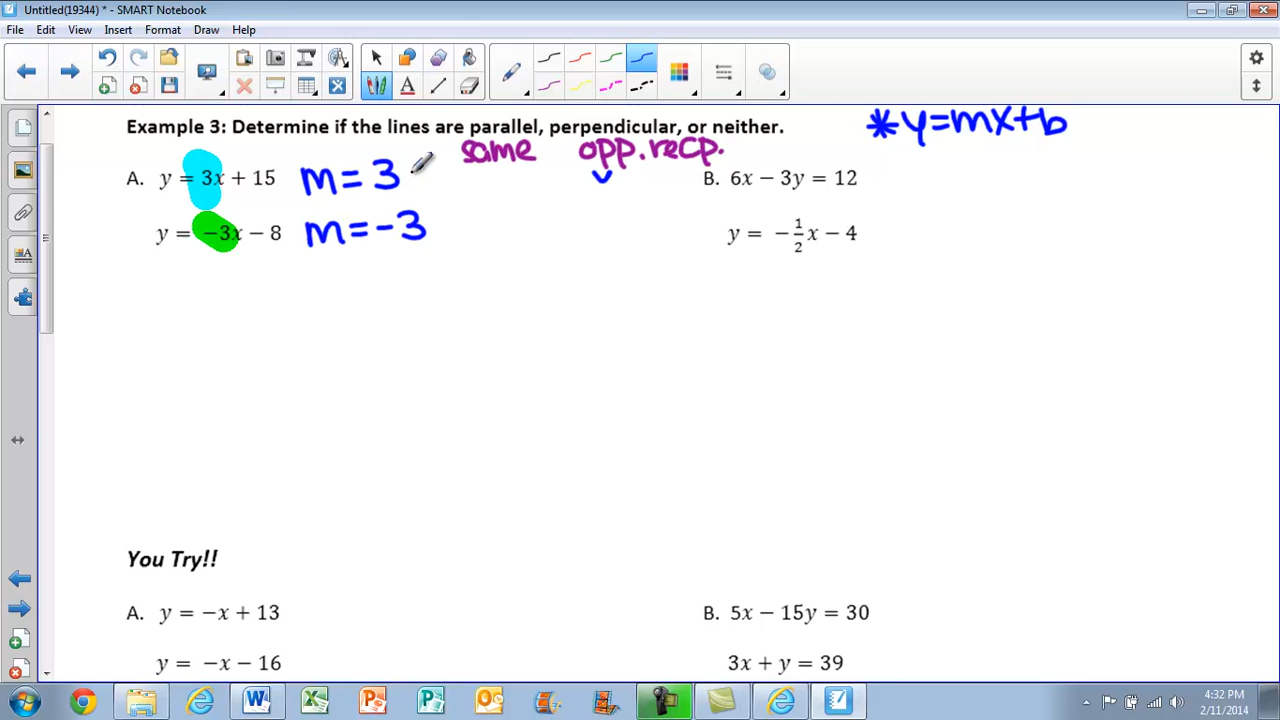 Untitled(19344) * - SMART Notebook
File Edit View Insert Format Draw Help
Example 3: Determine if the lines are parallel, perpendicular, or neither.
*y=mx+b
same opp.recp.
A. y = 3x + 15 m=3
B. 6x − 3y = 12
y = −3x − 8 m=-3
y = −1/2x − 4
You Try!!
A. y = −x + 13
B. 5x − 15y = 30
y = −x − 16
3x + y = 39
4:32 PM
2/11/2014